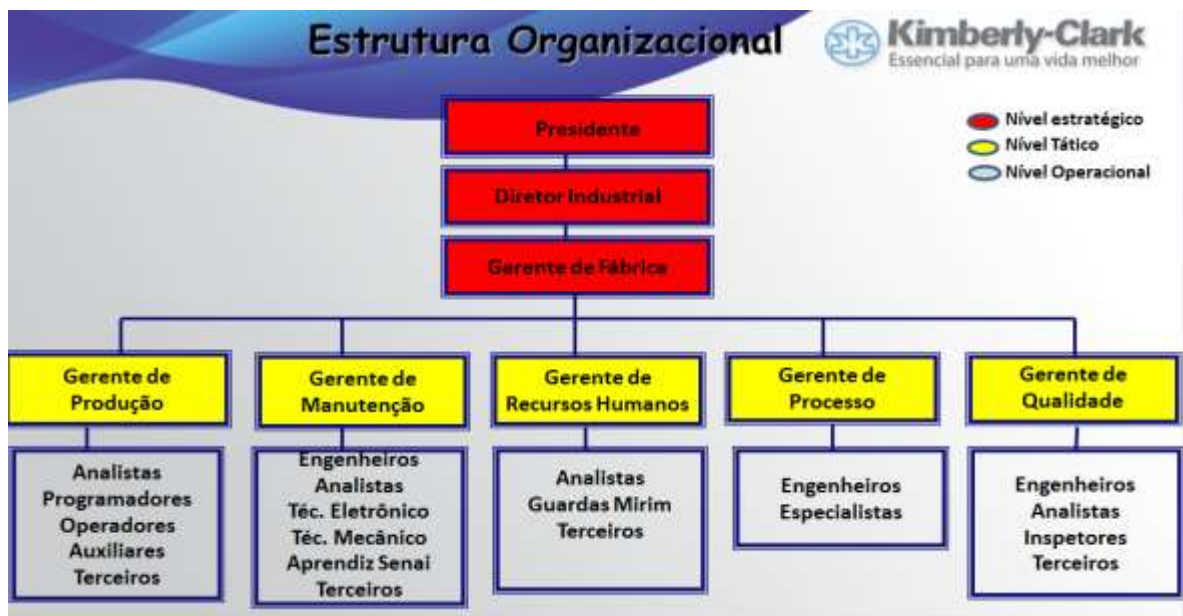 Estrutura Organizacional
Kimberly-Clark
Essencial para uma vida melhor
Nível estratégico
Nível Tático
Nível Operacional
Presidente
Diretor Industrial
Gerente de Fábrica
Gerente de
Produção
Gerente de
Manutenção
Gerente de
Recursos Humanos
Gerente de
Processo
Gerente de
Qualidade
Analistas
Programadores
Operadores
Auxiliares
Terceiros
Engenheiros
Analistas
Téc. Eletrônico
Téc. Mecânico
Aprendiz Senai
Terceiros
Analistas
Guardas Mirim
Terceiros
Engenheiros
Especialistas
Engenheiros
Analistas
Inspetores
Terceiros